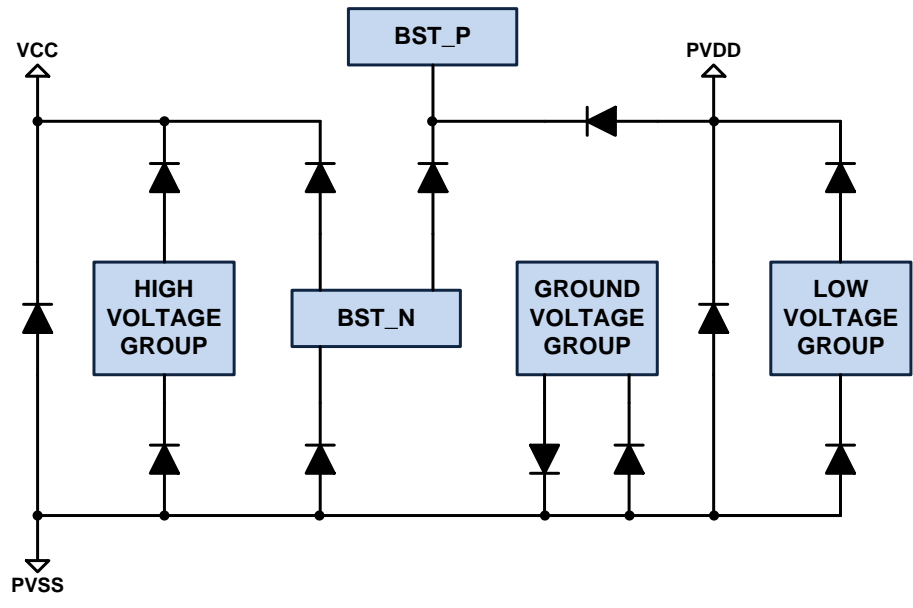 BST_P
VCC
PVDD
HIGH
VOLTAGE
GROUP
BST_N
GROUND
VOLTAGE
GROUP
LOW
VOLTAGE
GROUP
PVSS